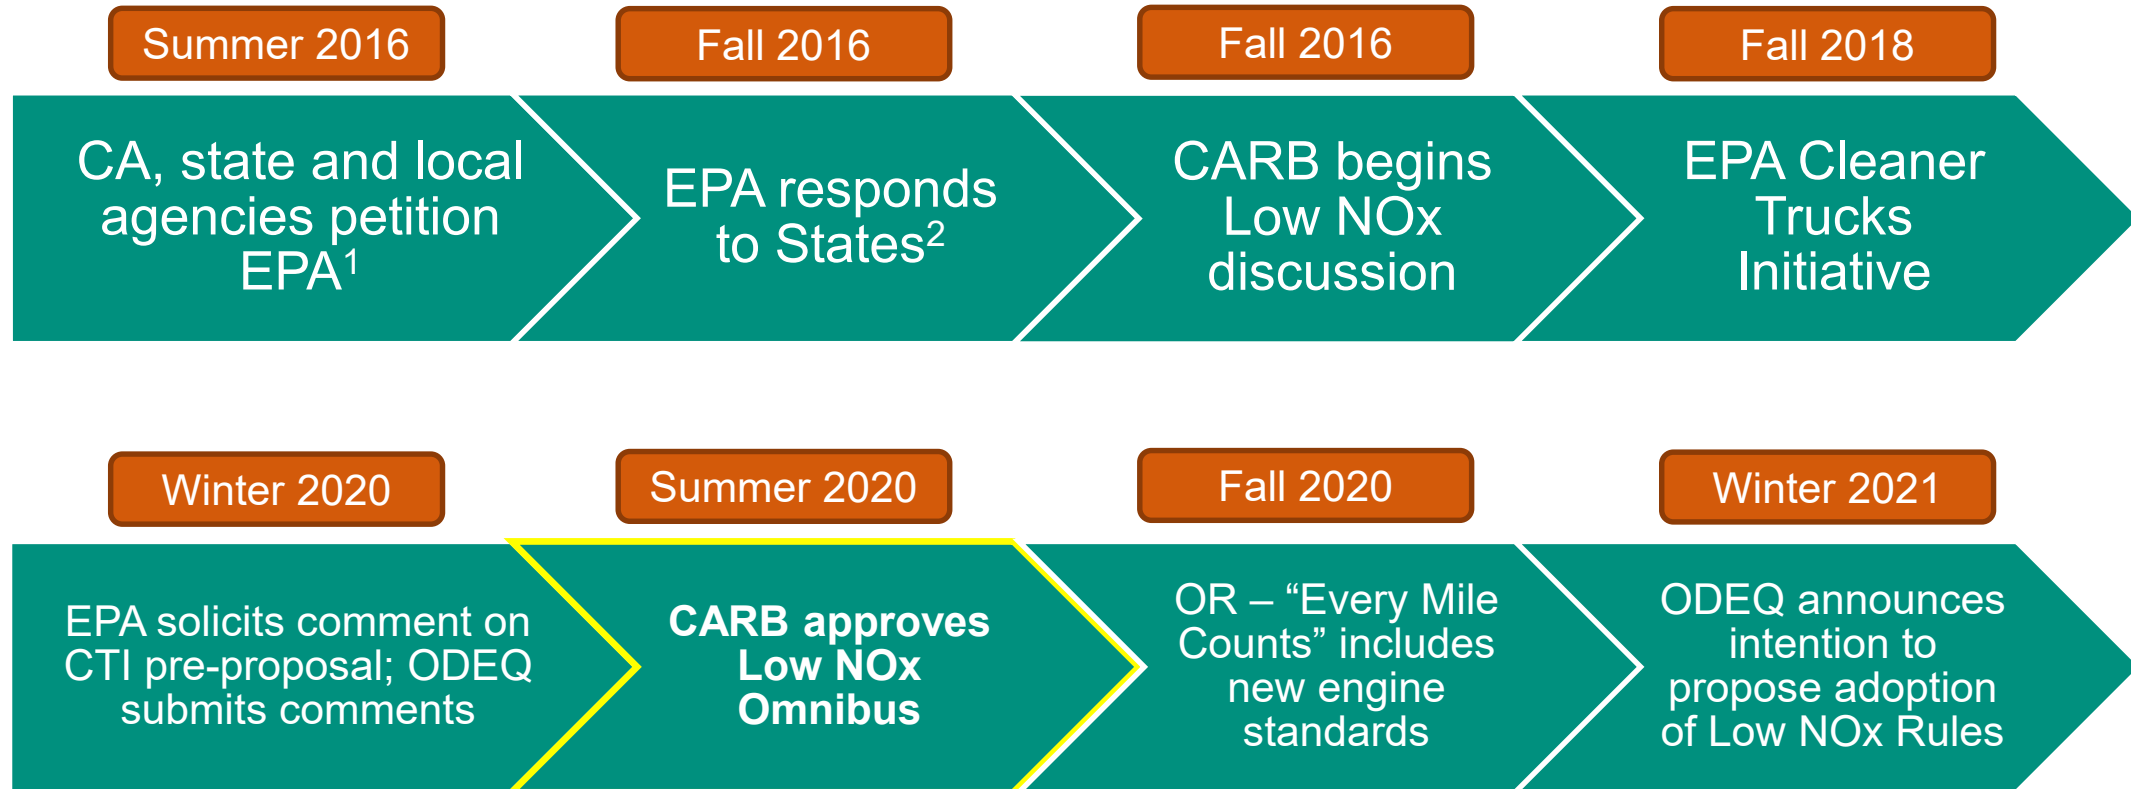 Summer 2016
Fall 2016
Fall 2016
Fall 2018
CA, state and local
agencies petition
EPA1
EPA responds
to States2
CARB begins
Low NOx
discussion
EPA Cleaner
Trucks
Initiative
Winter 2020
Summer 2020
Fall 2020
Winter 2021
EPA solicits comment on
CTI pre-proposal; ODEQ
submits comments
CARB approves
Low NOx
Omnibus
OR – “Every Mile
Counts” includes
new engine
standards
ODEQ announces
intention to
propose adoption
of Low NOx Rules